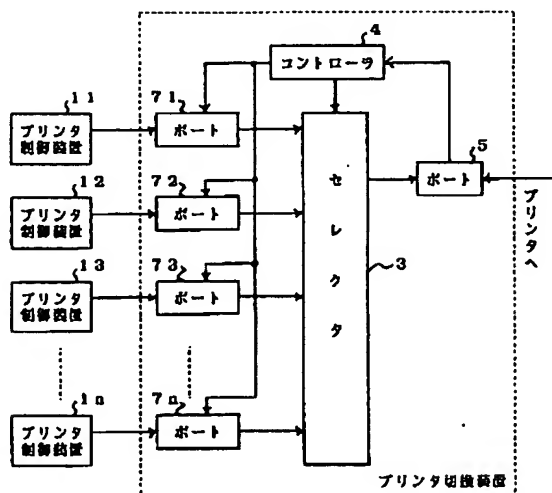 4
コントローラ
11
プリンタ
制御装置
71
ポート
5
ポート
プリンタへ
12
プリンタ
制御装置
72
ポート
セレクタ
3
13
プリンタ
制御装置
73
ポート
1n
プリンタ
制御装置
7n
ポート
プリンタ切換装置